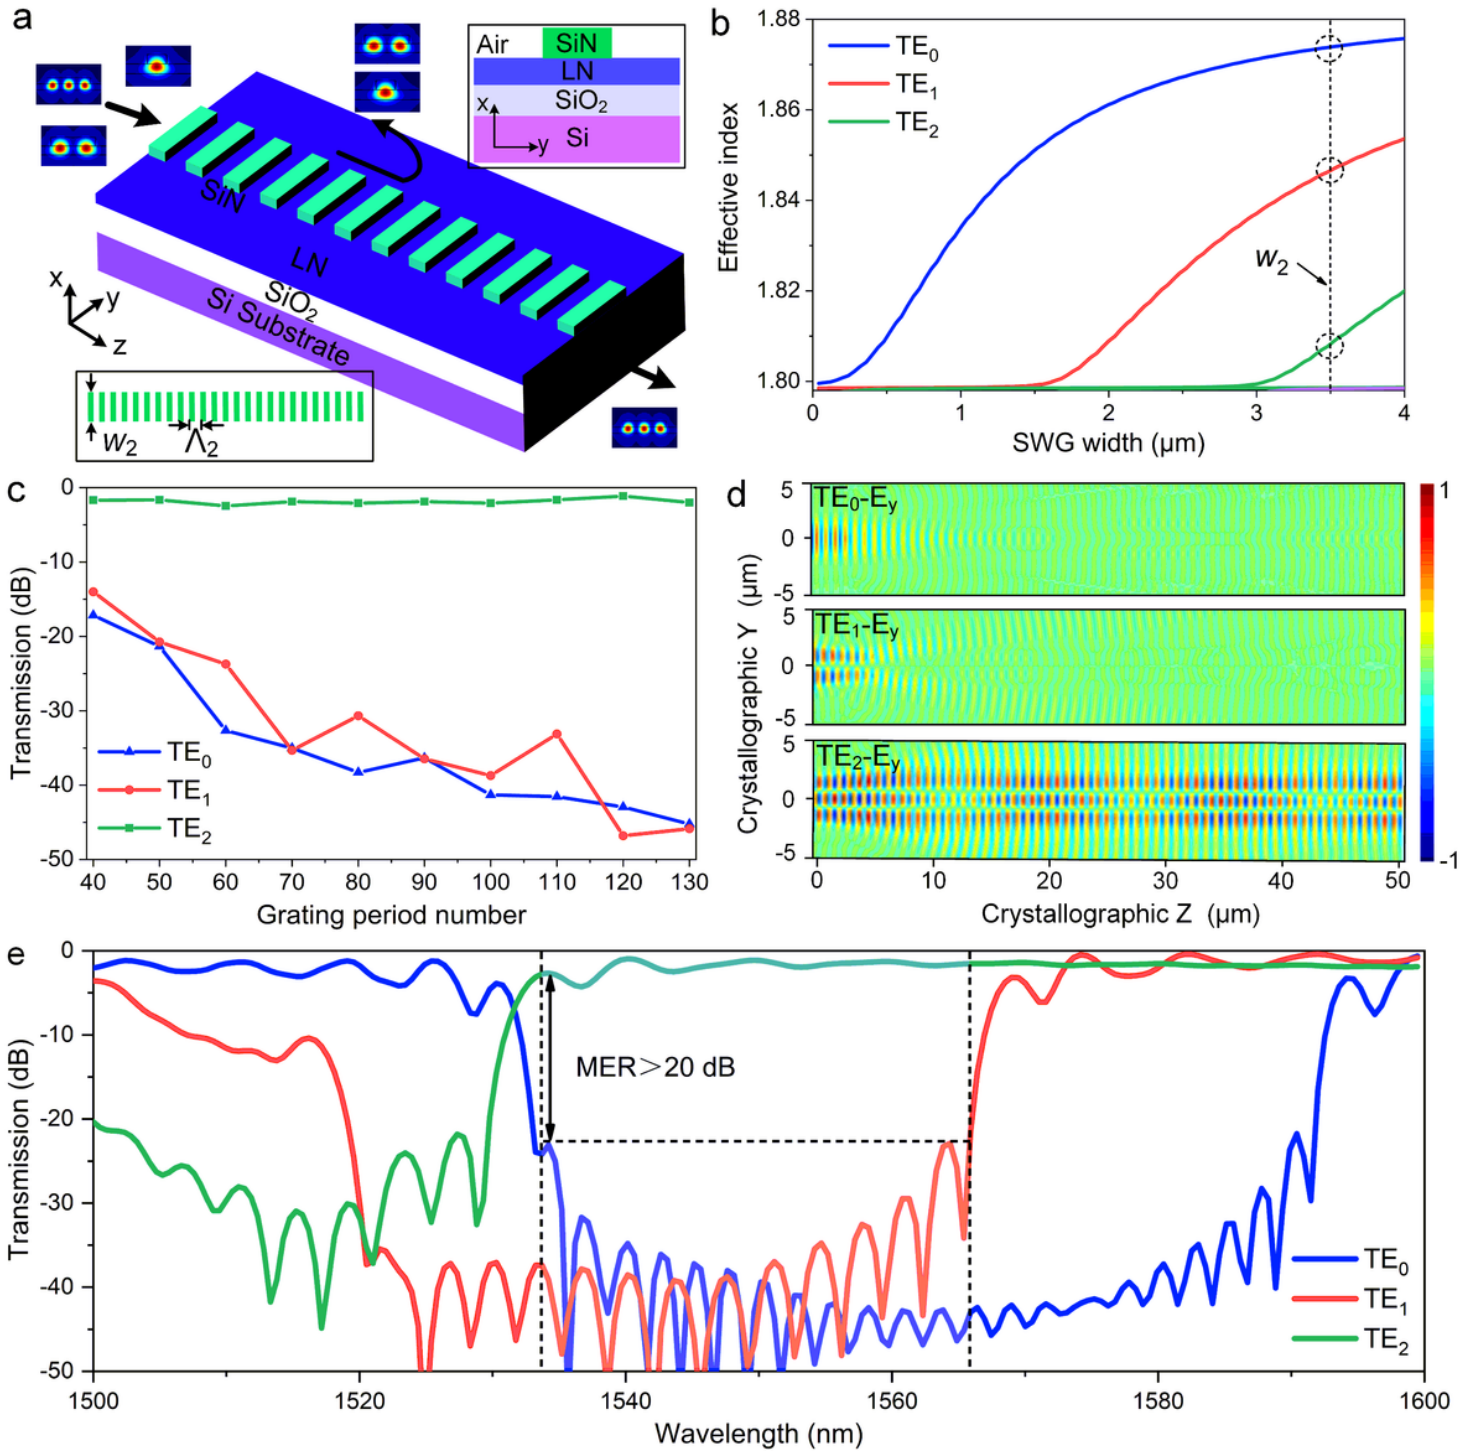 a
Air
SiN
LN
SiO2
Si
x
y
SiN
LN
SiO2
Si Substrate
x
y
z
w2
Λ2
b
1.88
1.86
1.84
1.82
1.80
Effective index
TE0
TE1
TE2
w2
0 1 2 3 4
SWG width (µm)
c
0
-10
-20
-30
-40
-50
Transmission (dB)
TE0
TE1
TE2
40 50 60 70 80 90 100 110 120 130
Grating period number
d
TE0-Ey
5
0
-5
TE1-Ey
5
0
-5
TE2-Ey
5
0
-5
Crystallographic Y (µm)
0 10 20 30 40 50
Crystallographic Z (µm)
1
-1
e
0
-10
-20
-30
-40
-50
Transmission (dB)
MER＞20 dB
TE0
TE1
TE2
1500 1520 1540 1560 1580 1600
Wavelength (nm)